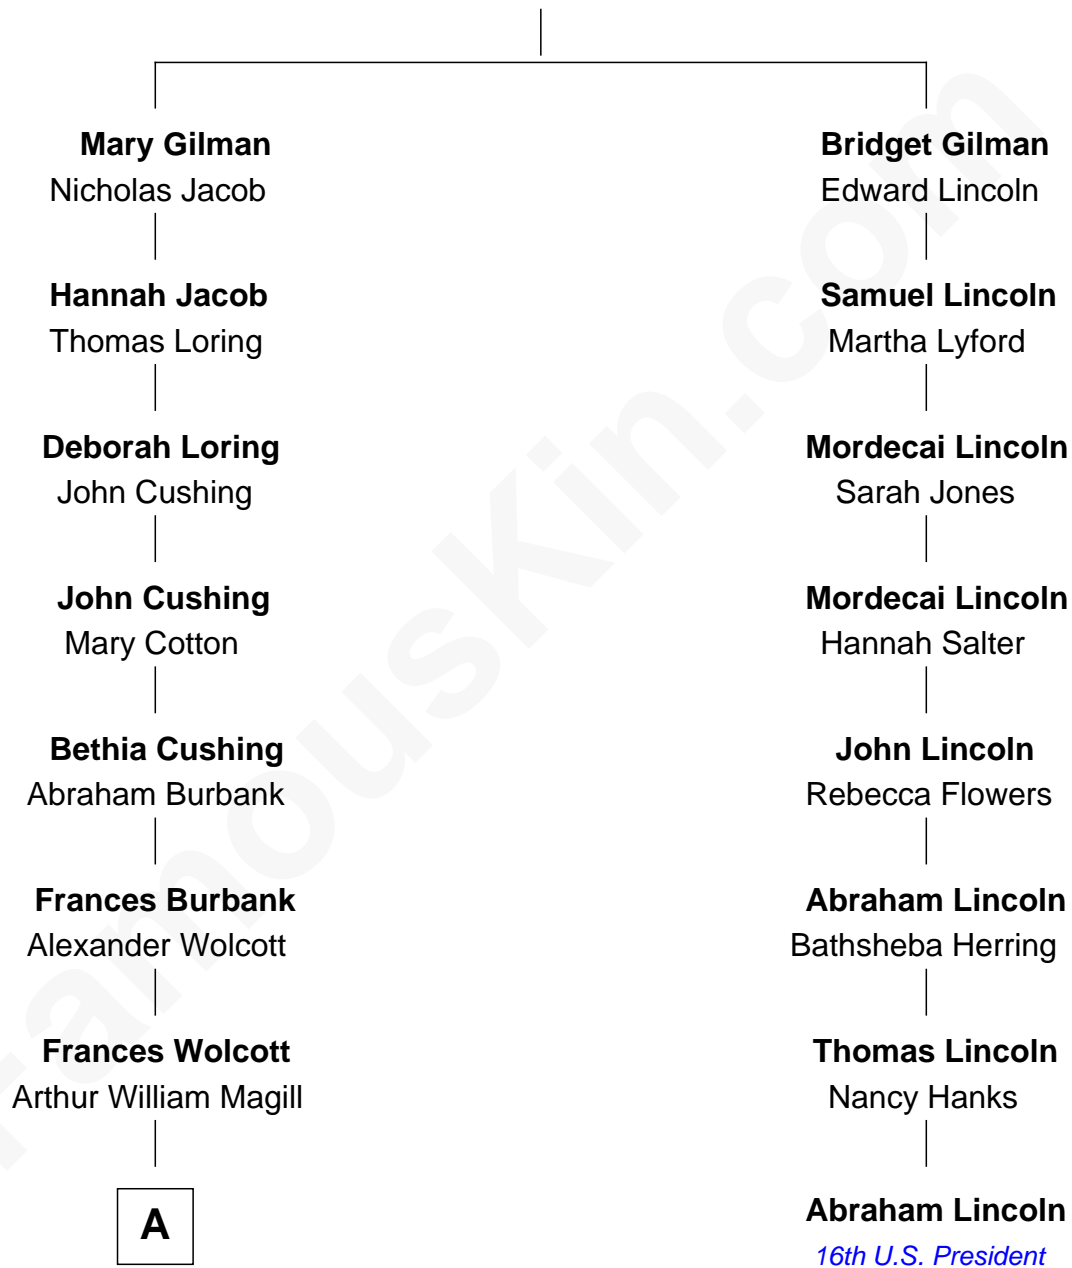 Mary Gilman
Nicholas Jacob
Hannah Jacob
Thomas Loring
Deborah Loring
John Cushing
John Cushing
Mary Cotton
Bethia Cushing
Abraham Burbank
Frances Burbank
Alexander Wolcott
Frances Wolcott
Arthur William Magill
A
Bridget Gilman
Edward Lincoln
Samuel Lincoln
Martha Lyford
Mordecai Lincoln
Sarah Jones
Mordecai Lincoln
Hannah Salter
John Lincoln
Rebecca Flowers
Abraham Lincoln
Bathsheba Herring
Thomas Lincoln
Nancy Hanks
Abraham Lincoln
16th U.S. President
FamousKin.com